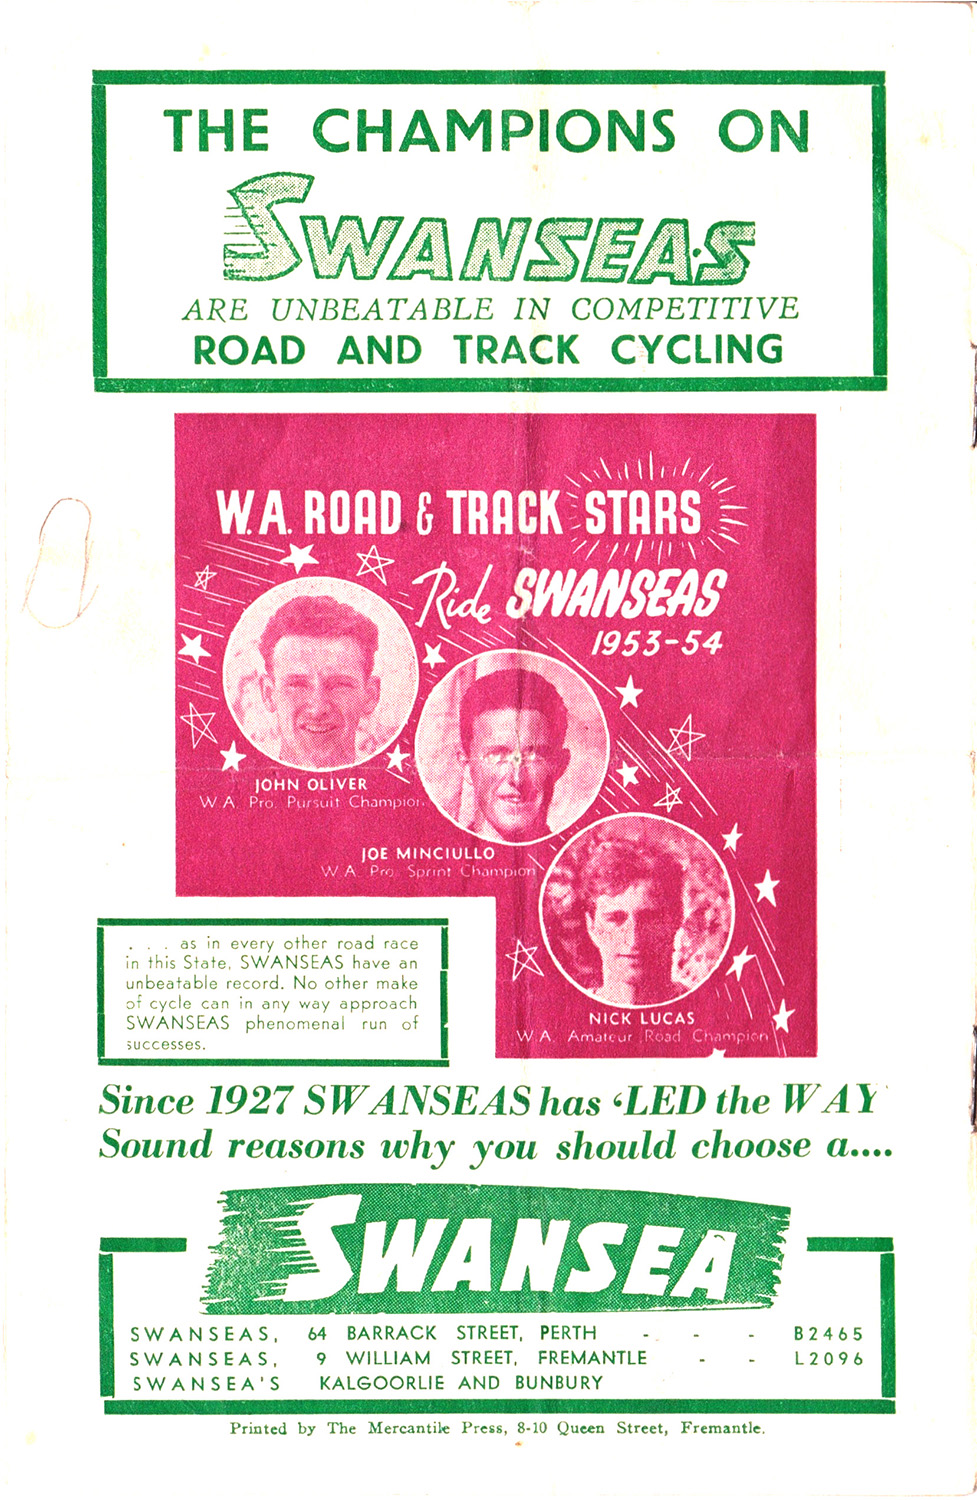 THE CHAMPIONS ON
SWANSEAS
ARE UNBEATABLE IN COMPETITIVE
ROAD AND TRACK CYCLING
W.A. ROAD & TRACK STARS
Ride SWANSEAS
1953-54
JOHN OLIVER
W.A. Pro. Pursuit Champion
JOE MINCIULLO
W.A. Pro. Sprint Champion
NICK LUCAS
W.A. Amateur Road Champion
. . . as in every other road race
in this State, SWANSEAS have an
unbeatable record. No other make
of cycle can in any way approach
SWANSEAS phenomenal run of
successes.
Since 1927 SWANSEAS has ‘LED the WAY
Sound reasons why you should choose a....
SWANSEA
SWANSEAS, 64 BARRACK STREET, PERTH - - - B2465
SWANSEAS, 9 WILLIAM STREET, FREMANTLE - - L2096
SWANSEA'S KALGOORLIE AND BUNBURY
Printed by The Mercantile Press, 8-10 Queen Street, Fremantle.